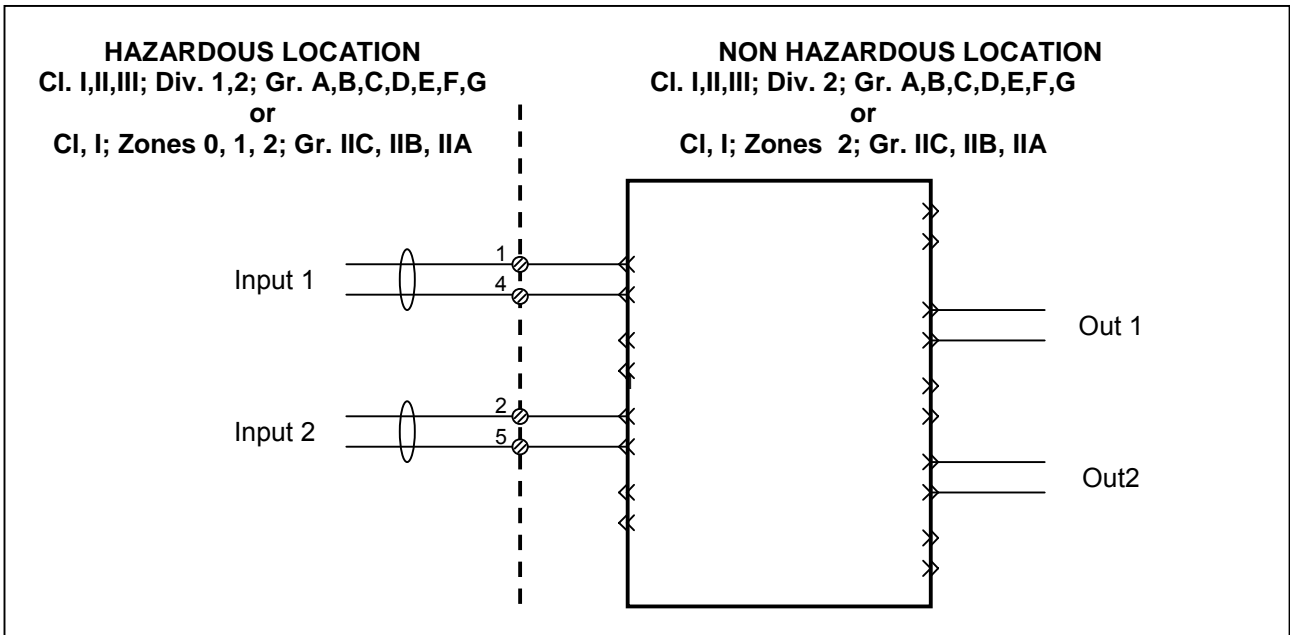 HAZARDOUS LOCATION
Cl. I,II,III; Div. 1,2; Gr. A,B,C,D,E,F,G
or
Cl, I; Zones 0, 1, 2; Gr. IIC, IIB, IIA
NON HAZARDOUS LOCATION
Cl. I,II,III; Div. 2; Gr. A,B,C,D,E,F,G
or
Cl, I; Zones 2; Gr. IIC, IIB, IIA
Input 1
1
4
Input 2
2
5
Out 1
Out2